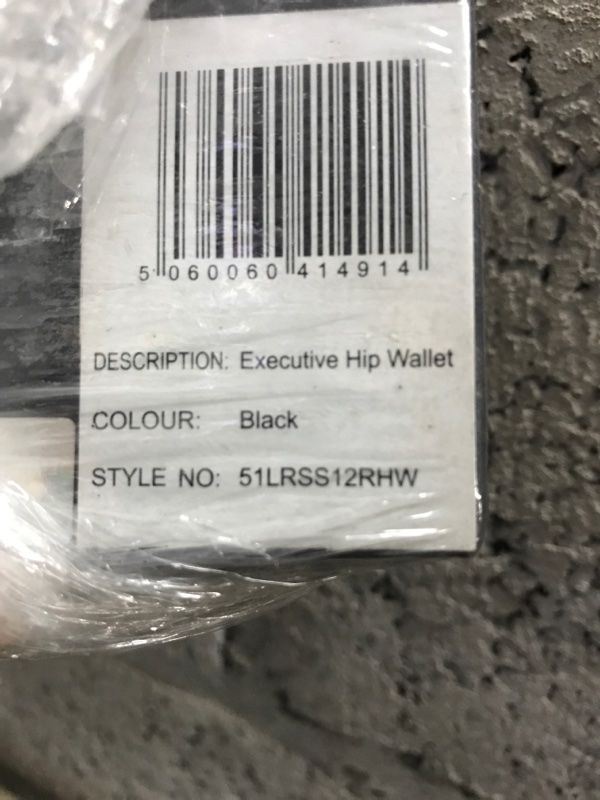 5 060060 414914
DESCRIPTION: Executive Hip Wallet
COLOUR: Black
STYLE NO: 51LRSS12RHW